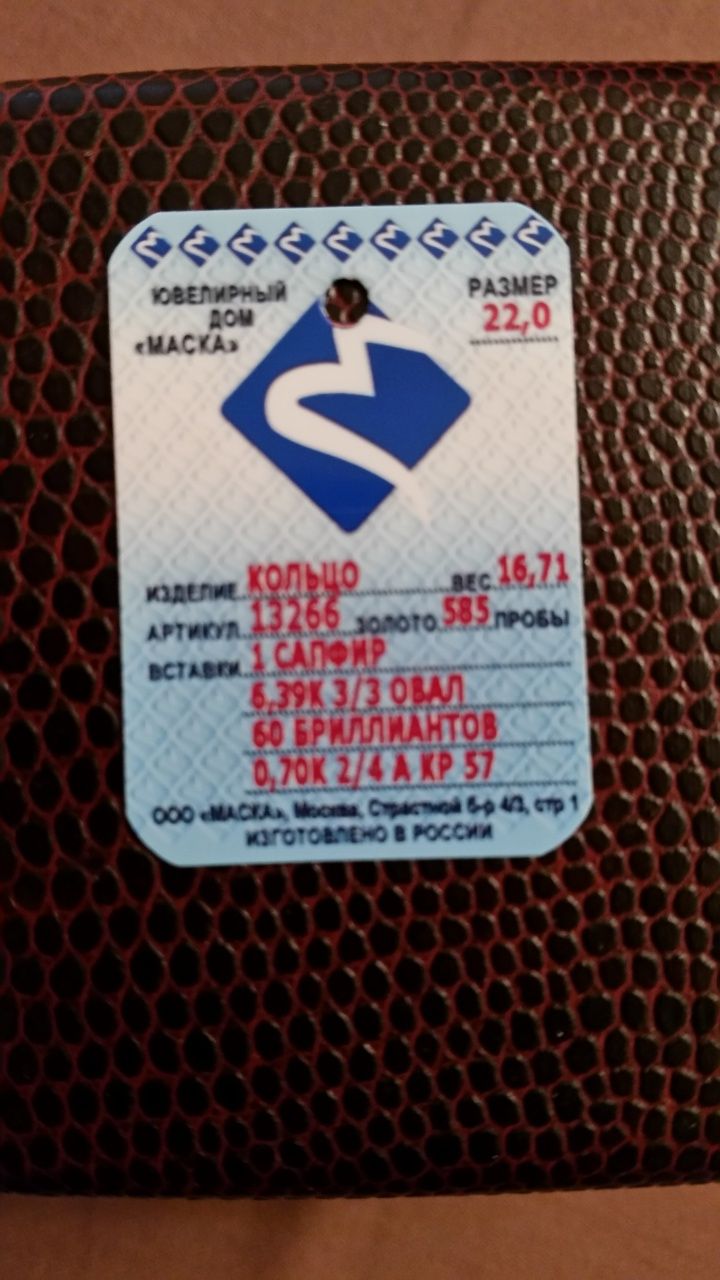 ЮВЕЛИРНЫЙ
ДОМ
«МАСКА»
РАЗМЕР
22,0
ИЗДЕЛИЕ КОЛЬЦО ВЕС 16,71
АРТИКУЛ 13266 ЗОЛОТО 585 ПРОБЫ
ВСТАВКИ 1 САПФИР
6,39К 3/3 ОВАЛ
60 БРИЛЛИАНТОВ
0,70К 2/4 А КР 57
ООО «МАСКА», Москва, Страстной б-р 4/3, стр 1
ИЗГОТОВЛЕНО В РОССИИ